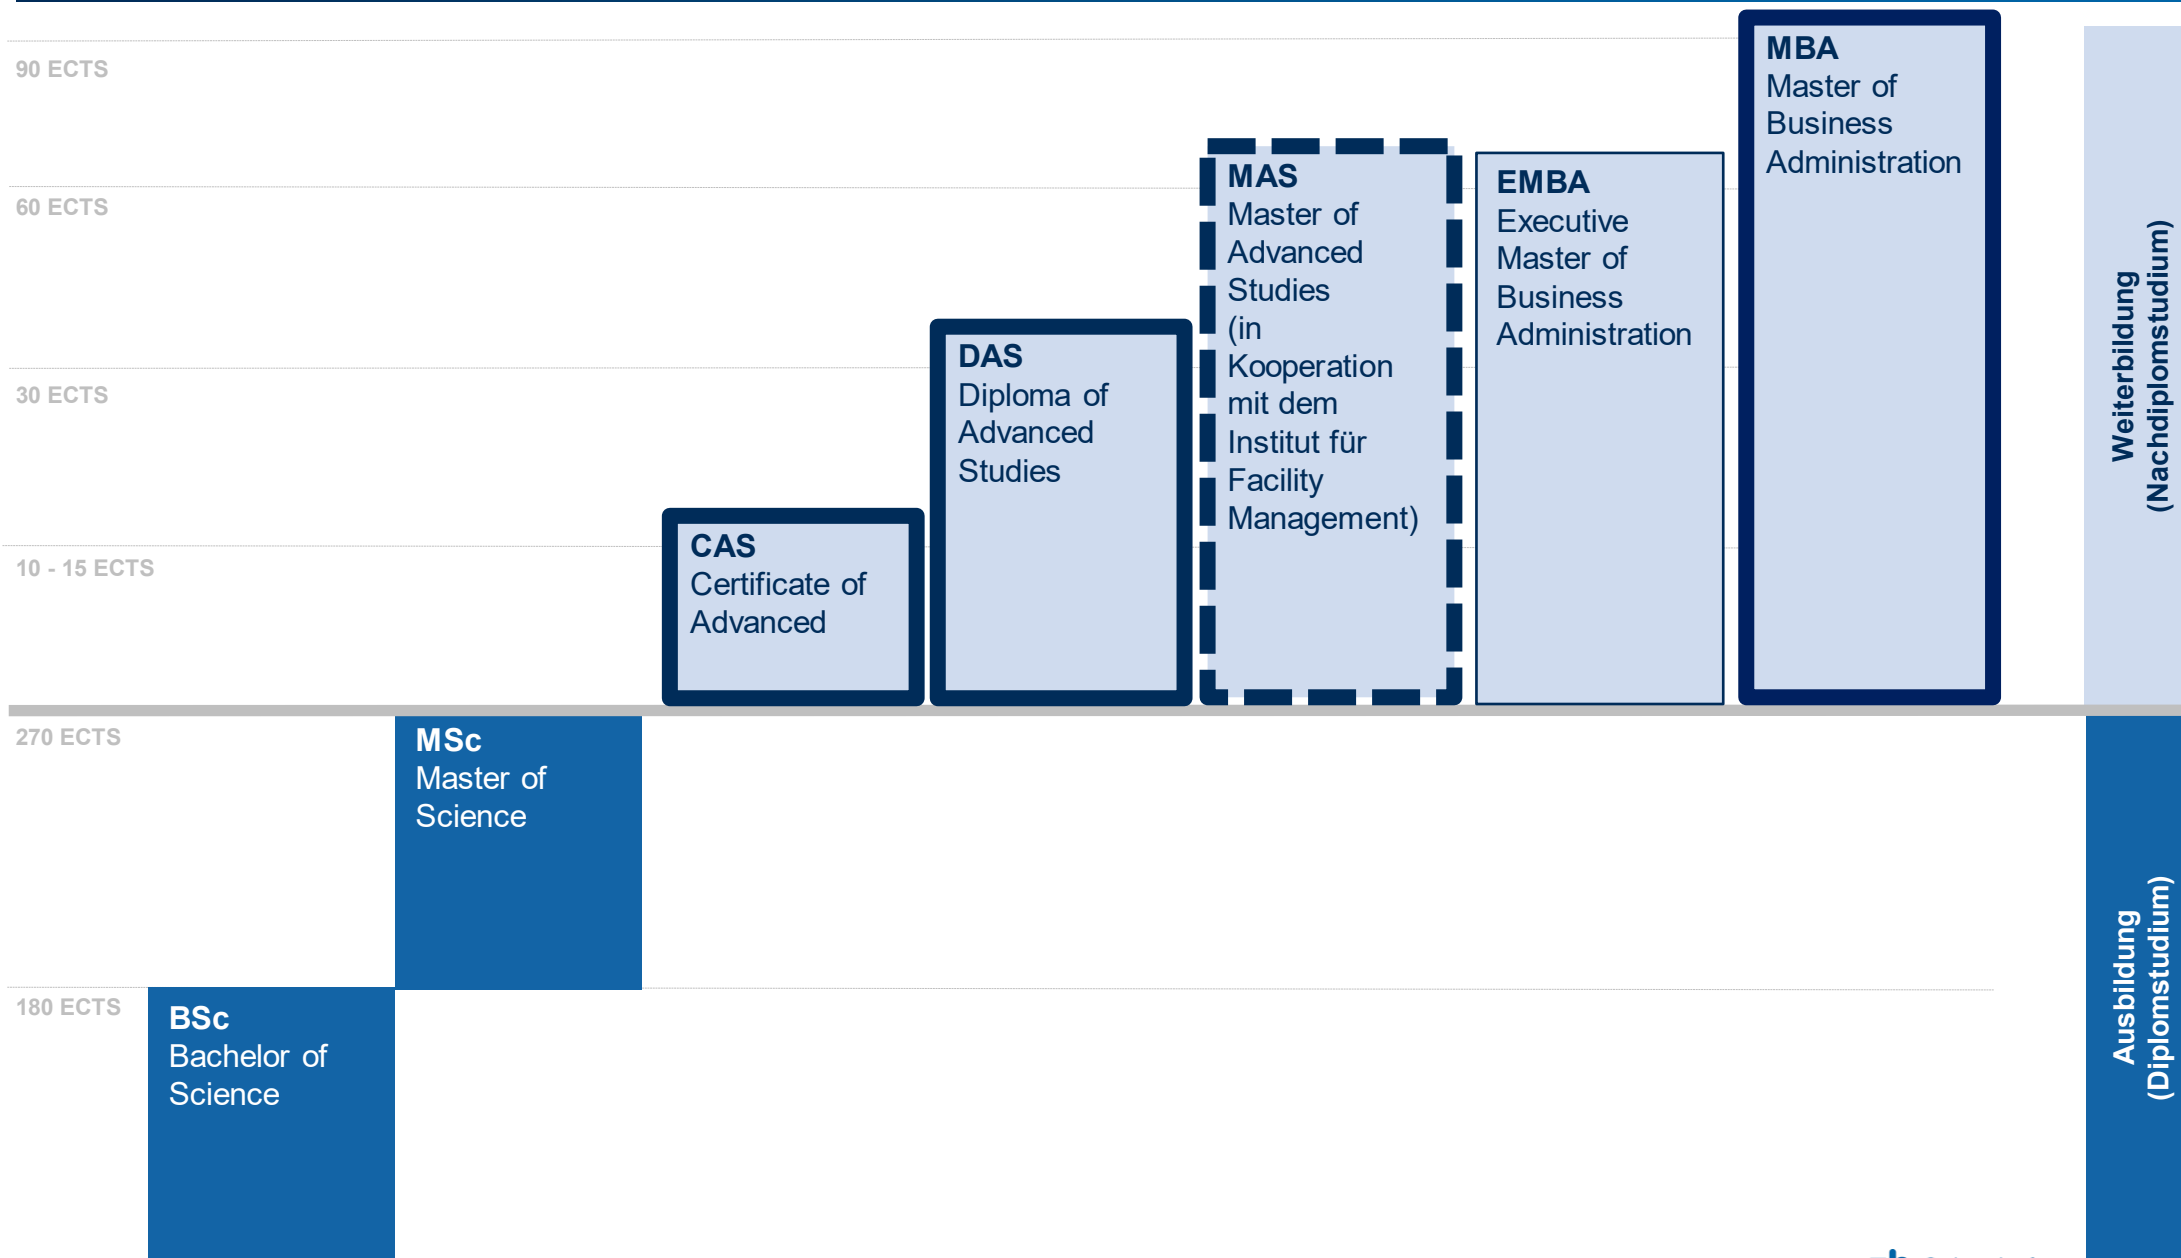 90 ECTS
60 ECTS
30 ECTS
10 - 15 ECTS
270 ECTS
180 ECTS
BSc
Bachelor of
Science
MSc
Master of
Science
CAS
Certificate of
Advanced
DAS
Diploma of
Advanced
Studies
MAS
Master of
Advanced
Studies
(in
Kooperation
mit dem
Institut für
Facility
Management)
EMBA
Executive
Master of
Business
Administration
MBA
Master of
Business
Administration
Weiterbildung
(Nachdiplomstudium)
Ausbildung
(Diplomstudium)